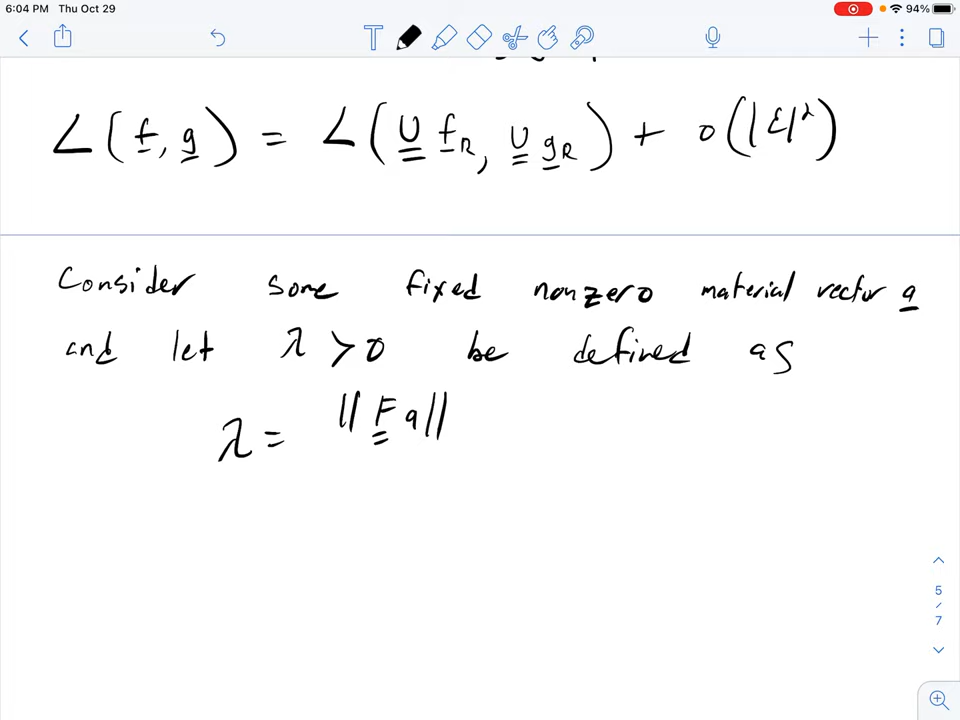 6:04 PM Thu Oct 29 94%
T
∠(f, g) = ∠(U f_R, U g_R) + o(|ε|²)
Consider some fixed nonzero material vector a
and let λ > 0 be defined as
λ = ||F a||
5
/
7